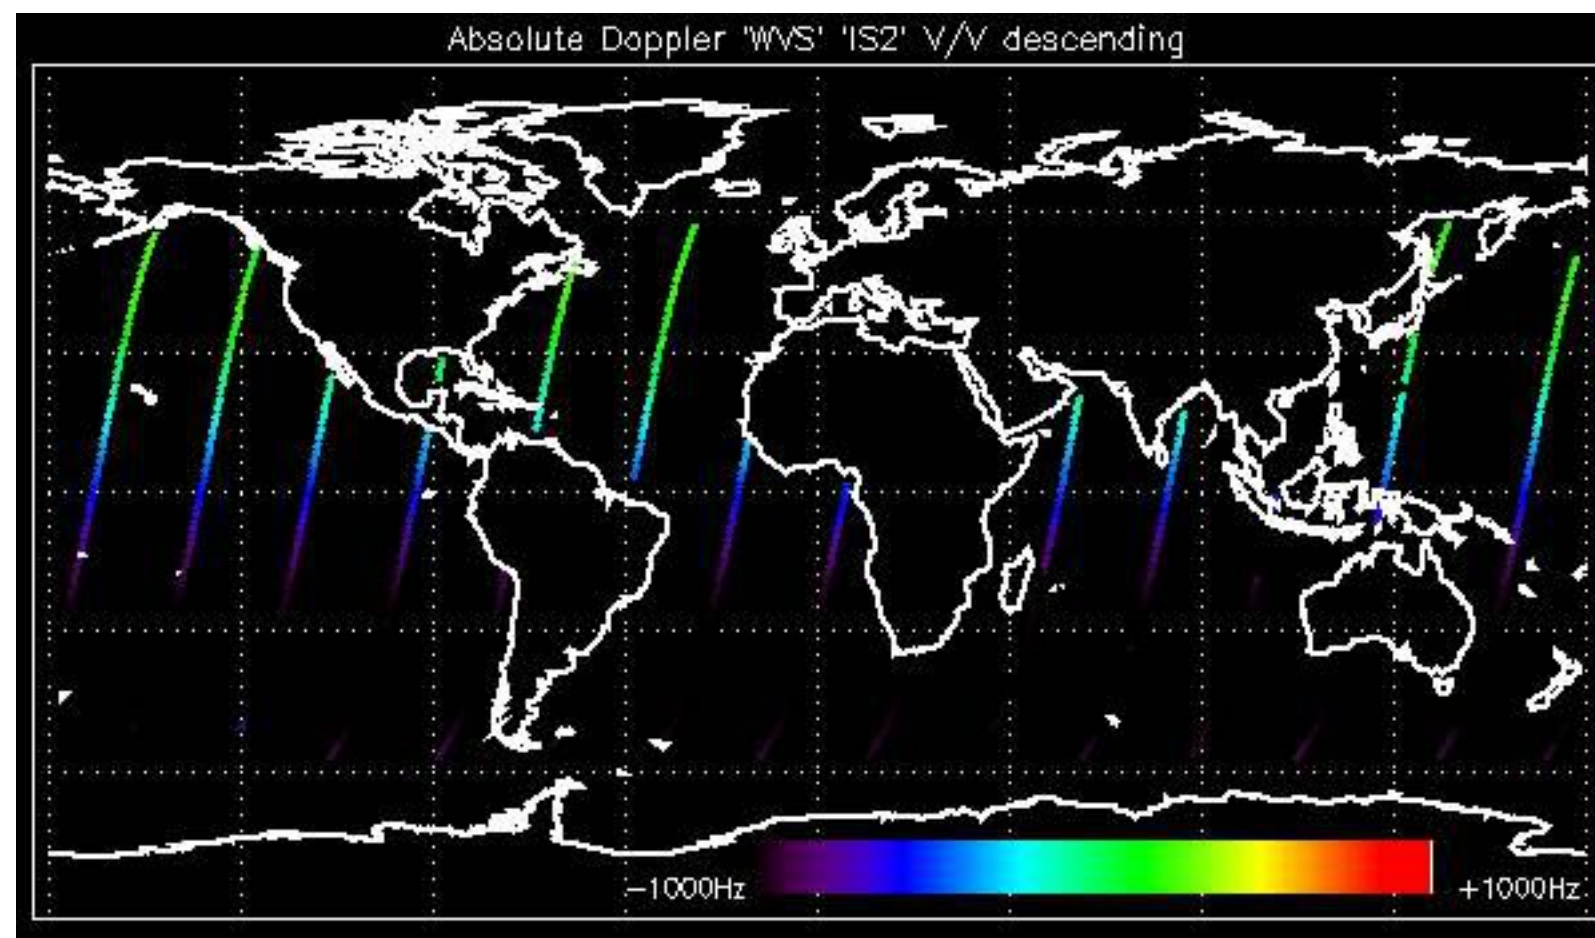 Absolute Doppler 'WVS' 'IS2' V/V descending
−1000Hz
+1000Hz